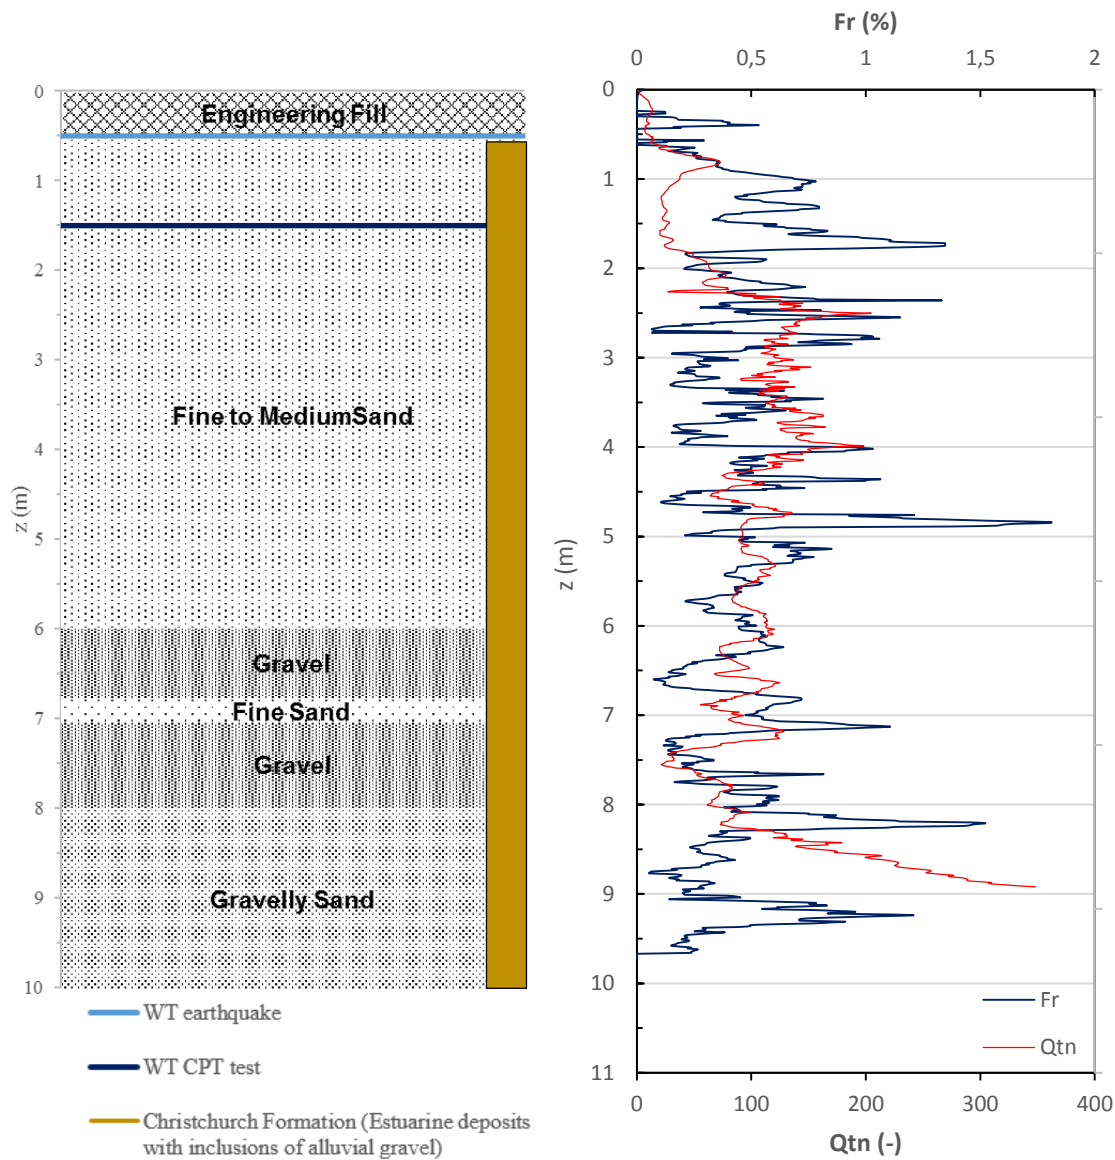 0
Engineering Fill
1
2
3
Fine to MediumSand
4
z (m)
5
6
Gravel
Fine Sand
7
Gravel
8
9
Gravelly Sand
10
WT earthquake
WT CPT test
Christchurch Formation (Estuarine deposits
with inclusions of alluvial gravel)
Fr (%)
0 0,5 1 1,5 2
0
1
2
3
4
5
z (m)
6
7
8
9
10
Fr
Qtn
11
0 100 200 300 400
Qtn (-)